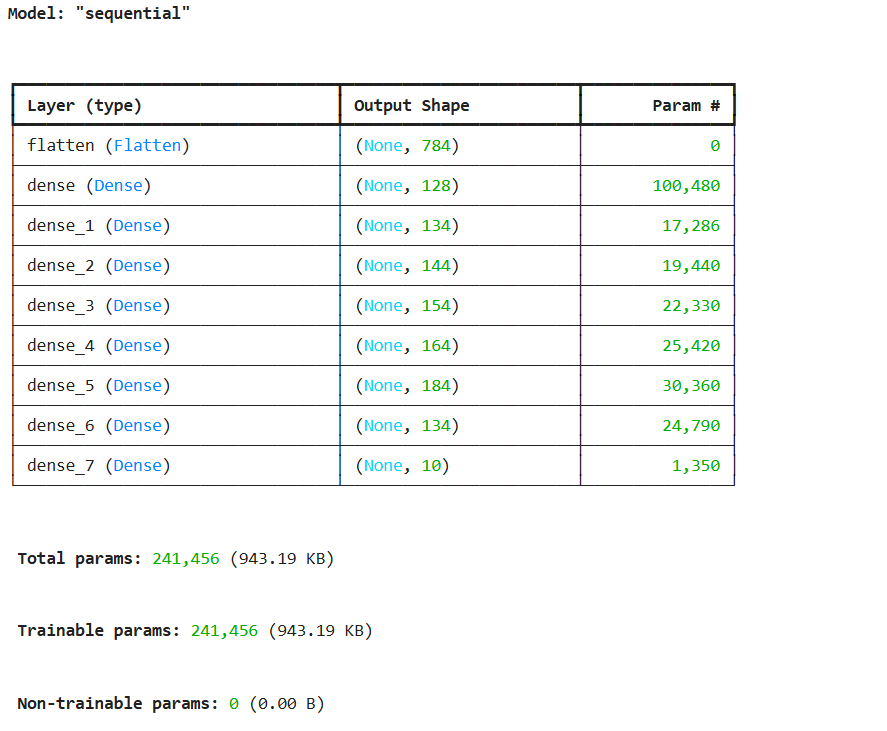 Model: "sequential"
Layer (type) Output Shape Param #
flatten (Flatten) (None, 784) 0
dense (Dense) (None, 128) 100,480
dense_1 (Dense) (None, 134) 17,286
dense_2 (Dense) (None, 144) 19,440
dense_3 (Dense) (None, 154) 22,330
dense_4 (Dense) (None, 164) 25,420
dense_5 (Dense) (None, 184) 30,360
dense_6 (Dense) (None, 134) 24,790
dense_7 (Dense) (None, 10) 1,350
Total params: 241,456 (943.19 KB)
Trainable params: 241,456 (943.19 KB)
Non-trainable params: 0 (0.00 B)